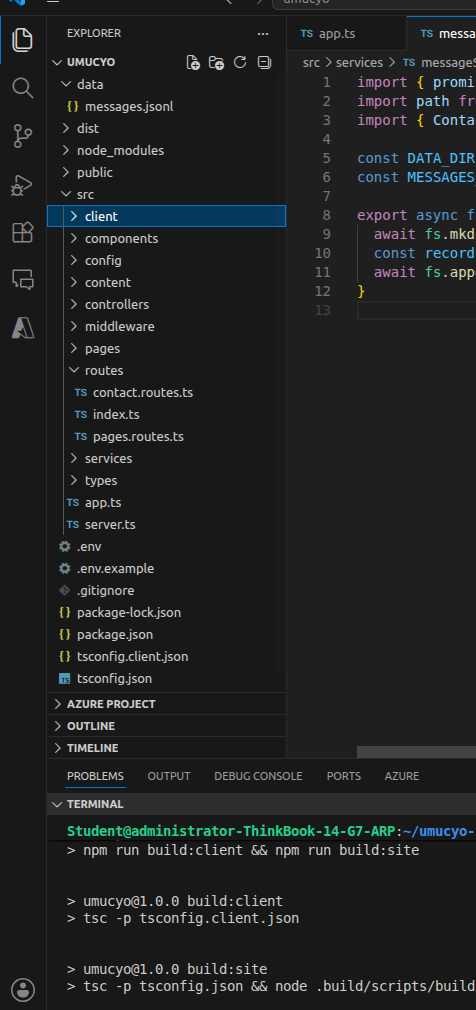 umucyo
EXPLORER
...
UMUCYO
data
{ } messages.jsonl
dist
node_modules
public
src
client
components
config
content
controllers
middleware
pages
routes
TS contact.routes.ts
TS index.ts
TS pages.routes.ts
services
types
TS app.ts
TS server.ts
.env
.env.example
.gitignore
{ } package-lock.json
{ } package.json
{ } tsconfig.client.json
TS tsconfig.json
AZURE PROJECT
OUTLINE
TIMELINE
TS app.ts
TS messa
src > services > TS messageS
1 import { promi
2 import path fr
3 import { Conta
4
5 const DATA_DIR
6 const MESSAGES
7
8 export async f
9 await fs.mkd
10 const record
11 await fs.app
12 }
13
PROBLEMS OUTPUT DEBUG CONSOLE PORTS AZURE
TERMINAL
Student@administrator-ThinkBook-14-G7-ARP:~/umucyo-
> npm run build:client && npm run build:site
> umucyo@1.0.0 build:client
> tsc -p tsconfig.client.json
> umucyo@1.0.0 build:site
> tsc -p tsconfig.json && node .build/scripts/build